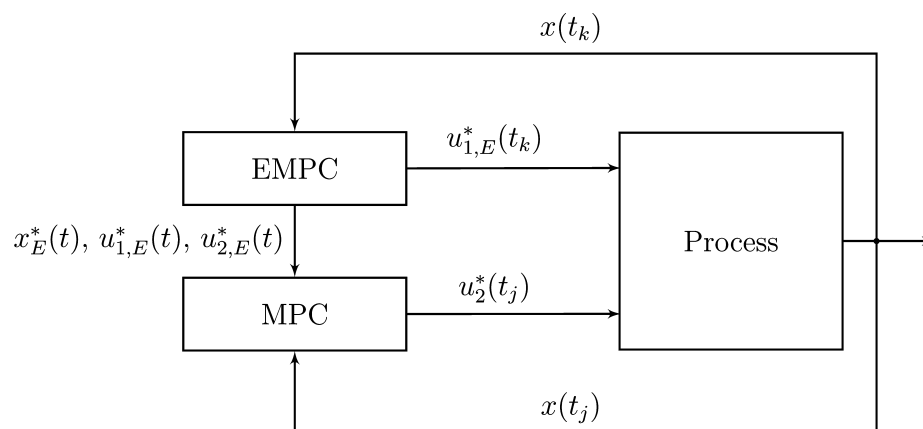 x(t_k)
EMPC
u^*_{1,E}(t_k)
x^*_E(t), u^*_{1,E}(t), u^*_{2,E}(t)
Process
MPC
u^*_2(t_j)
x(t_j)